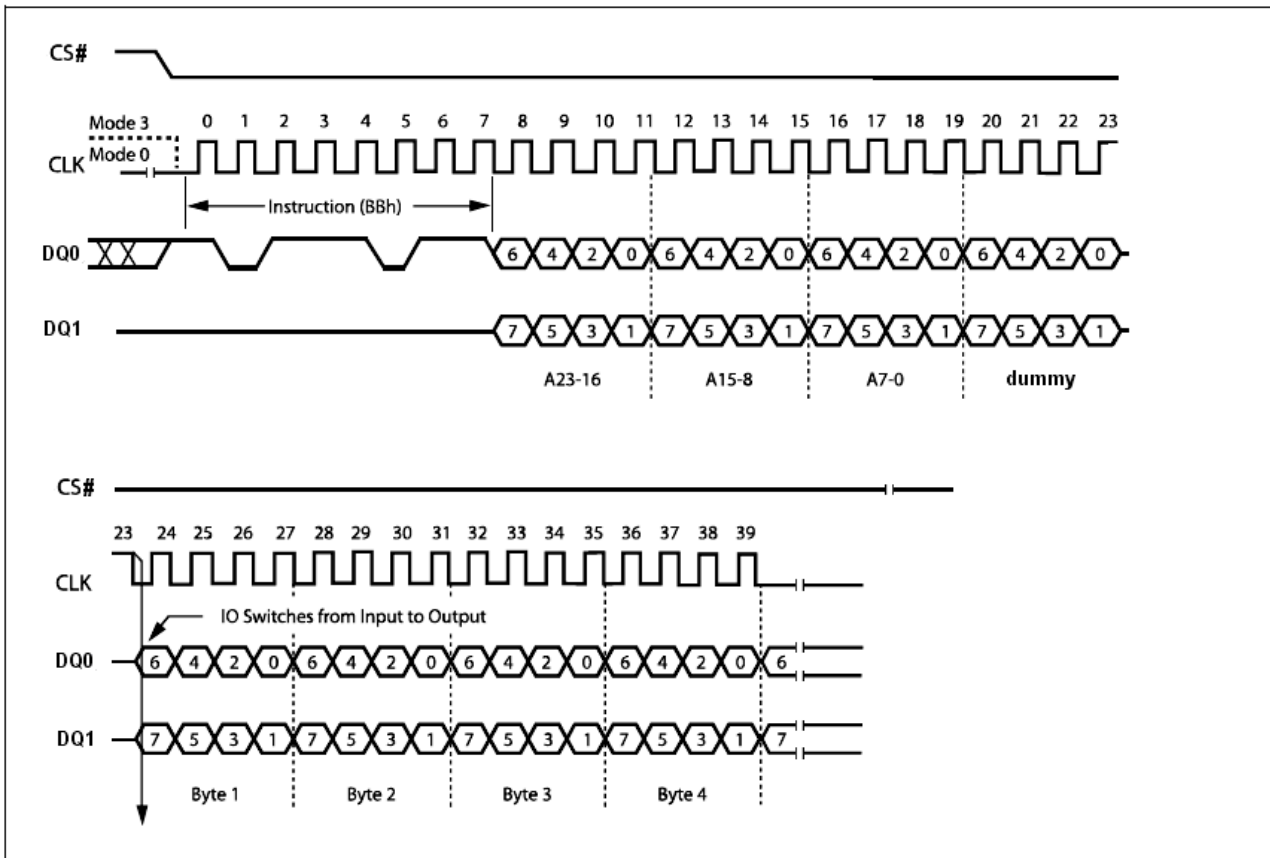 CS#
0 1 2 3 4 5 6 7 8 9 10 11 12 13 14 15 16 17 18 19 20 21 22 23
Mode 3
Mode 0
CLK
Instruction (BBh)
DQ0 6 4 2 0 6 4 2 0 6 4 2 0 6 4 2 0
DQ1 7 5 3 1 7 5 3 1 7 5 3 1 7 5 3 1
A23-16 A15-8 A7-0 dummy
CS#
23 24 25 26 27 28 29 30 31 32 33 34 35 36 37 38 39
CLK
IO Switches from Input to Output
DQ0 6 4 2 0 6 4 2 0 6 4 2 0 6 4 2 0 6
DQ1 7 5 3 1 7 5 3 1 7 5 3 1 7 5 3 1 7
Byte 1 Byte 2 Byte 3 Byte 4